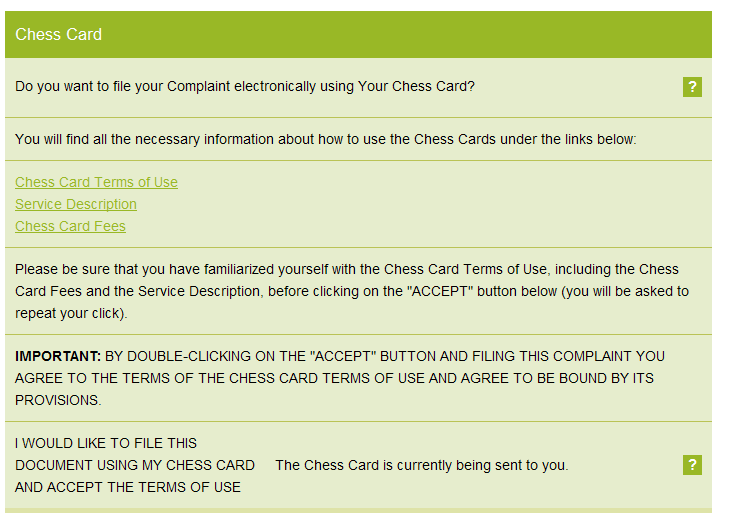 Chess Card
Do you want to file your Complaint electronically using Your Chess Card?
?
You will find all the necessary information about how to use the Chess Cards under the links below:
Chess Card Terms of Use
Service Description
Chess Card Fees
Please be sure that you have familiarized yourself with the Chess Card Terms of Use, including the Chess
Card Fees and the Service Description, before clicking on the "ACCEPT" button below (you will be asked to
repeat your click).
IMPORTANT: BY DOUBLE-CLICKING ON THE "ACCEPT" BUTTON AND FILING THIS COMPLAINT YOU
AGREE TO THE TERMS OF THE CHESS CARD TERMS OF USE AND AGREE TO BE BOUND BY ITS
PROVISIONS.
I WOULD LIKE TO FILE THIS
DOCUMENT USING MY CHESS CARD
AND ACCEPT THE TERMS OF USE
The Chess Card is currently being sent to you.
?